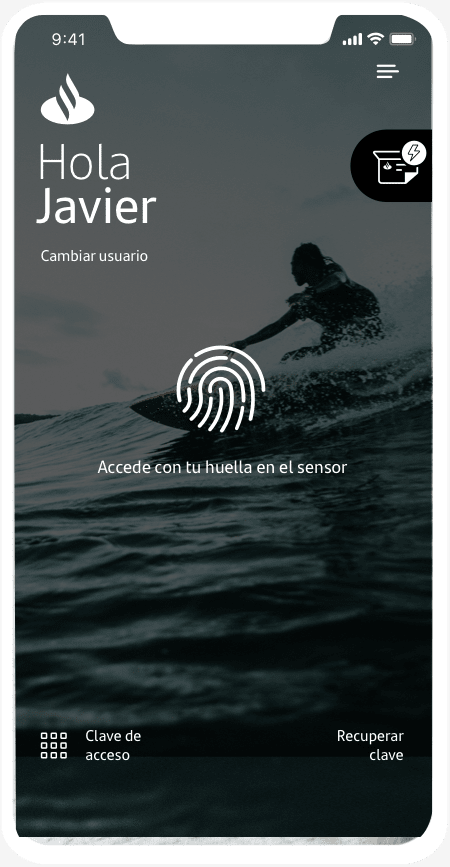 9:41
Hola
Javier
Cambiar usuario
Accede con tu huella en el sensor
Clave de
acceso
Recuperar
clave